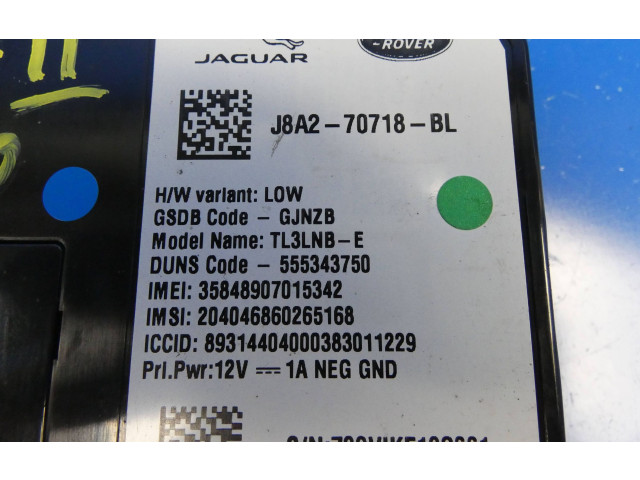 JAGUAR
-ROVER
J8A2-70718-BL
H/W variant: LOW
GSDB Code - GJNZB
Model Name: TL3LNB-E
DUNS Code - 555343750
IMEI: 35848907015342
IMSI: 204046860265168
ICCID: 89314404000383011229
Pri.Pwr:12V ⎓ 1A NEG GND